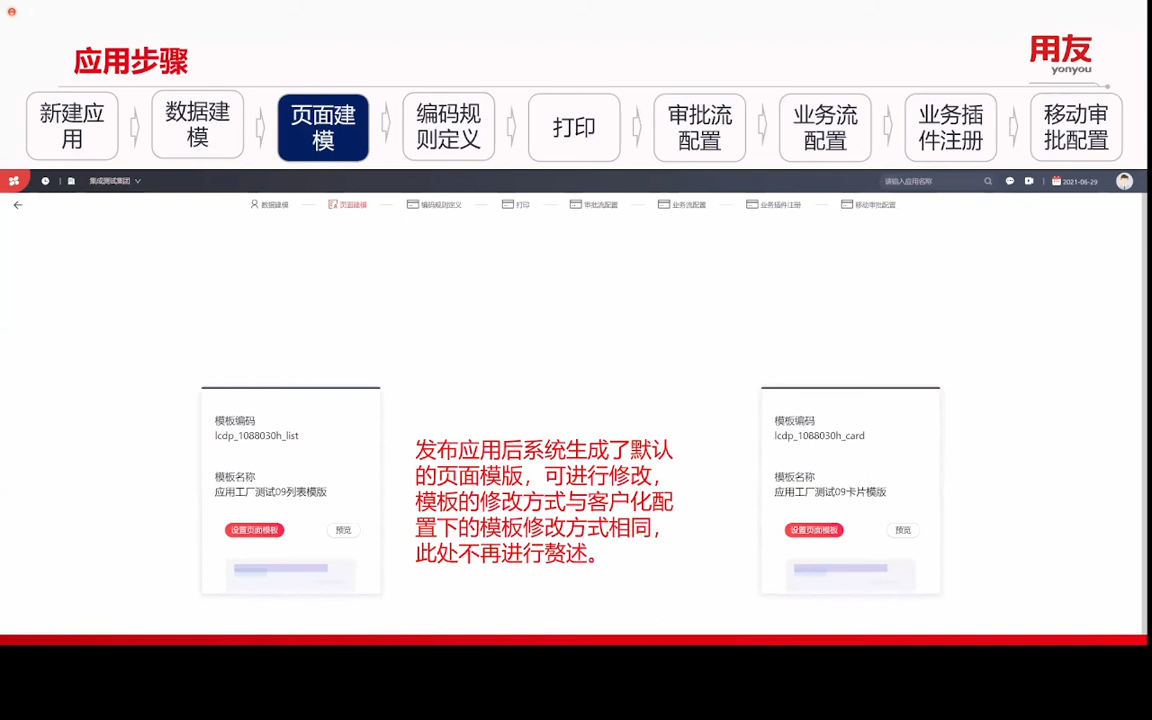 应用步骤
用友
yonyou
新建应
用
数据建
模
页面建
模
编码规
则定义
打印
审批流
配置
业务流
配置
业务插
件注册
移动审
批配置
集成测试集团
请输入应用名称
2021-06-29
数据建模
页面建模
编码规则定义
打印
审批流配置
业务流配置
业务插件注册
移动审批配置
模板编码
lcdp_1088030h_list
模板名称
应用工厂测试09列表模版
设置页面模板
预览
发布应用后系统生成了默认
的页面模版，可进行修改，
模板的修改方式与客户化配
置下的模板修改方式相同，
此处不再进行赘述。
模板编码
lcdp_1088030h_card
模板名称
应用工厂测试09卡片模版
设置页面模板
预览